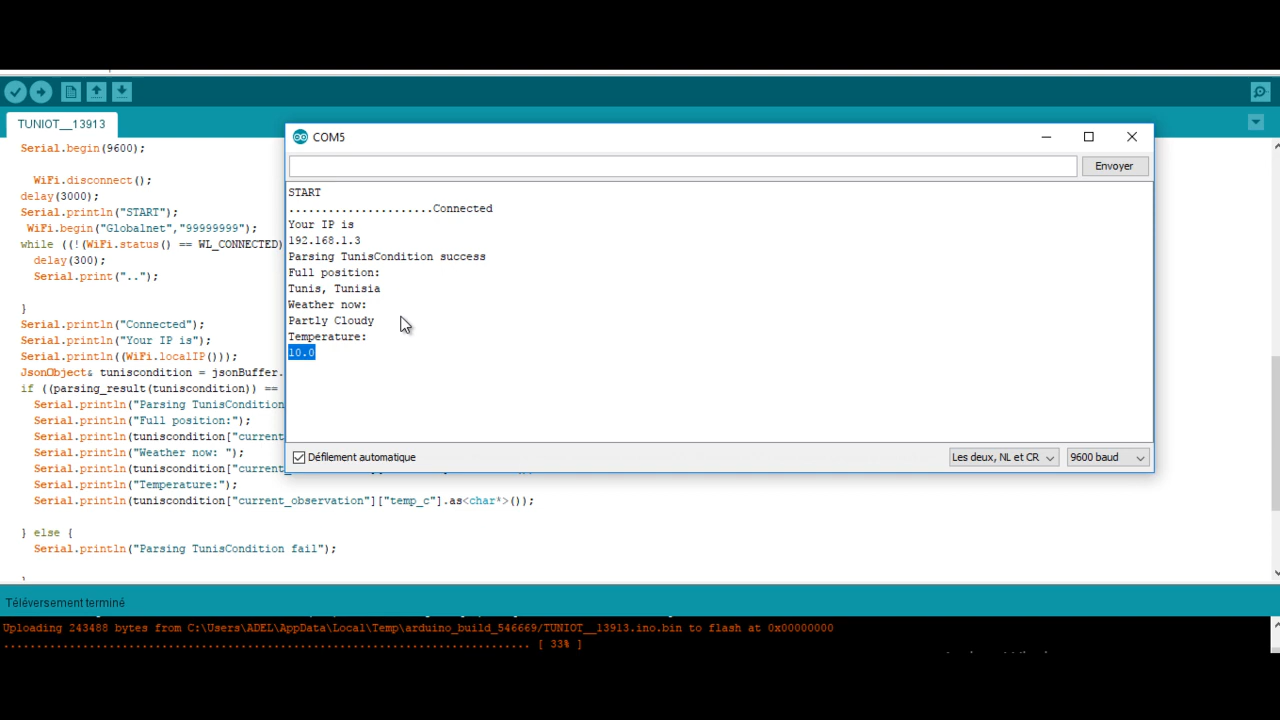 TUNIOT__13913
Serial.begin(9600);
WiFi.disconnect();
delay(3000);
Serial.println("START");
WiFi.begin("Globalnet","99999999");
while ((!(WiFi.status() == WL_CONNECTED)
delay(300);
Serial.print("..");
}
Serial.println("Connected");
Serial.println("Your IP is");
Serial.println((WiFi.localIP()));
JsonObject& tuniscondition = jsonBuffer.
if ((parsing_result(tuniscondition)) ==
Serial.println("Parsing TunisCondition
Serial.println("Full position:");
Serial.println(tuniscondition["current_
Serial.println("Weather now: ");
Serial.println(tuniscondition["current_
Serial.println("Temperature:");
Serial.println(tuniscondition["current_observation"]["temp_c"].as<char*>());
} else {
Serial.println("Parsing TunisCondition fail");
COM5
Envoyer
START
......................Connected
Your IP is
192.168.1.3
Parsing TunisCondition success
Full position:
Tunis, Tunisia
Weather now:
Partly Cloudy
Temperature:
10.0
Défilement automatique
Les deux, NL et CR
9600 baud
Téléversement terminé
Uploading 243488 bytes from C:\Users\ADEL\AppData\Local\Temp\arduino_build_546669/TUNIOT__13913.ino.bin to flash at 0x00000000
................................................................................ [ 33% ]